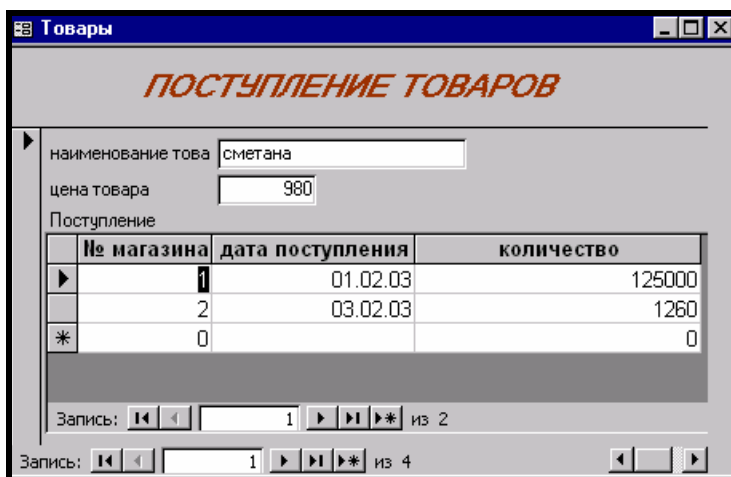 Товары
ПОСТУПЛЕНИЕ ТОВАРОВ
наименование това сметана
цена товара 980
Поступление
№ магазина дата поступления количество
1 01.02.03 125000
2 03.02.03 1260
0 0
Запись: 1 из 2
Запись: 1 из 4